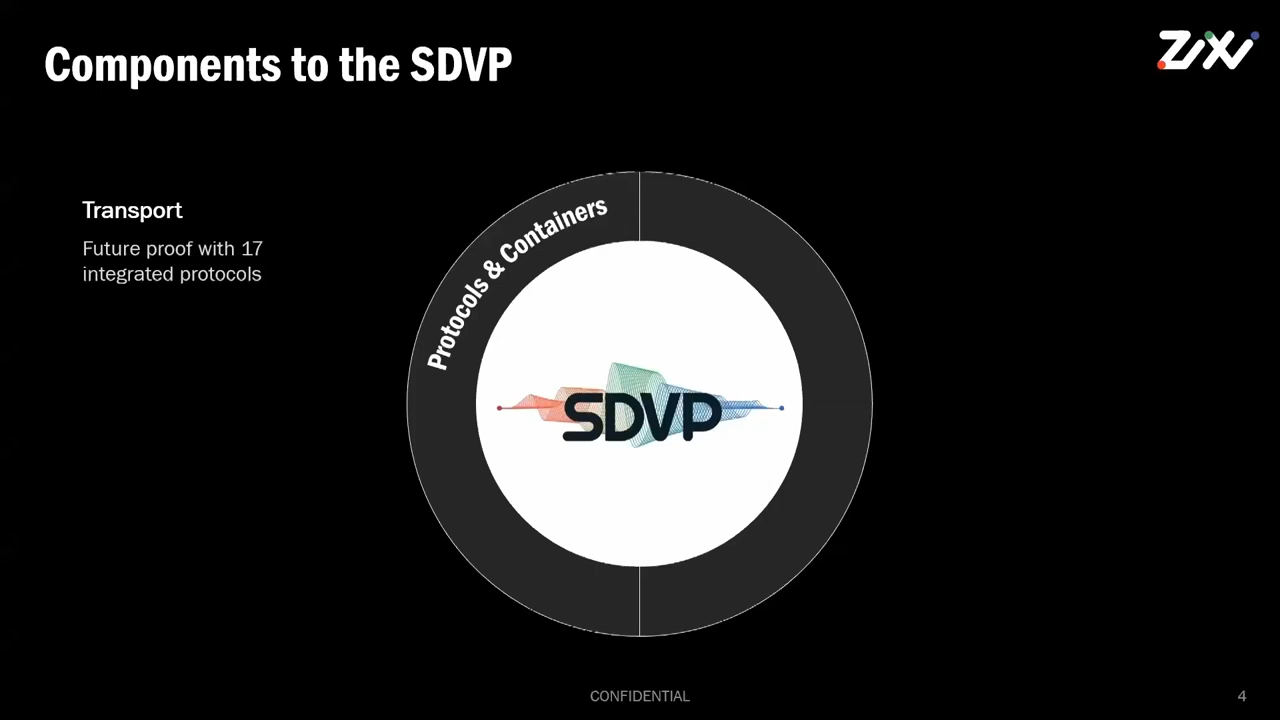 Components to the SDVP
ZiXi
Transport
Future proof with 17
integrated protocols
Protocols & Containers
SDVP
CONFIDENTIAL
4